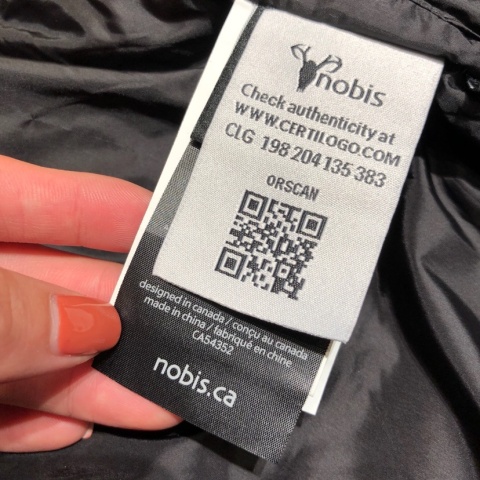 nobis
Check authenticity at
WWW.CERTILOGO.COM
CLG 198 204 135 383
ORSCAN
designed in canada / conçu au canada
made in china / fabriqué en chine
CA54352
nobis.ca